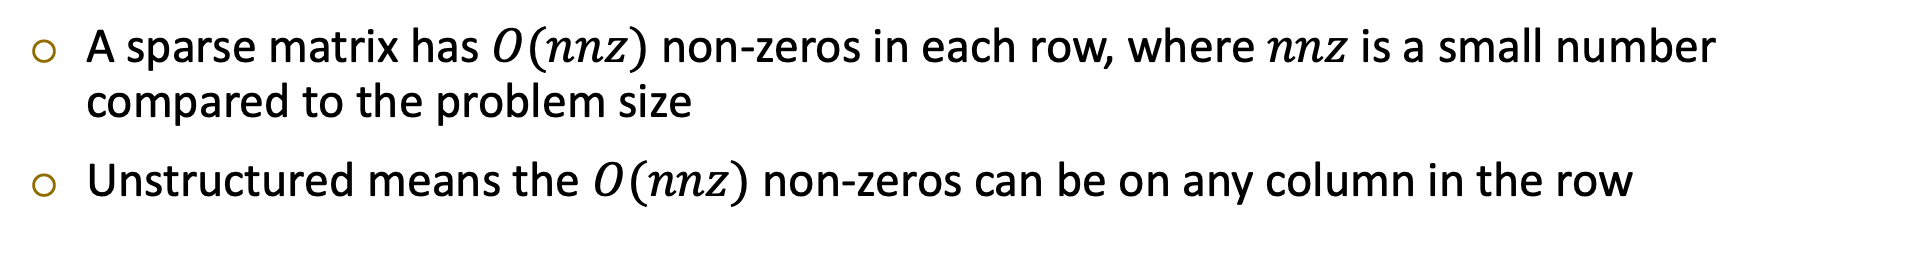 ○ A sparse matrix has O(nnz) non-zeros in each row, where nnz is a small number
compared to the problem size
○ Unstructured means the O(nnz) non-zeros can be on any column in the row